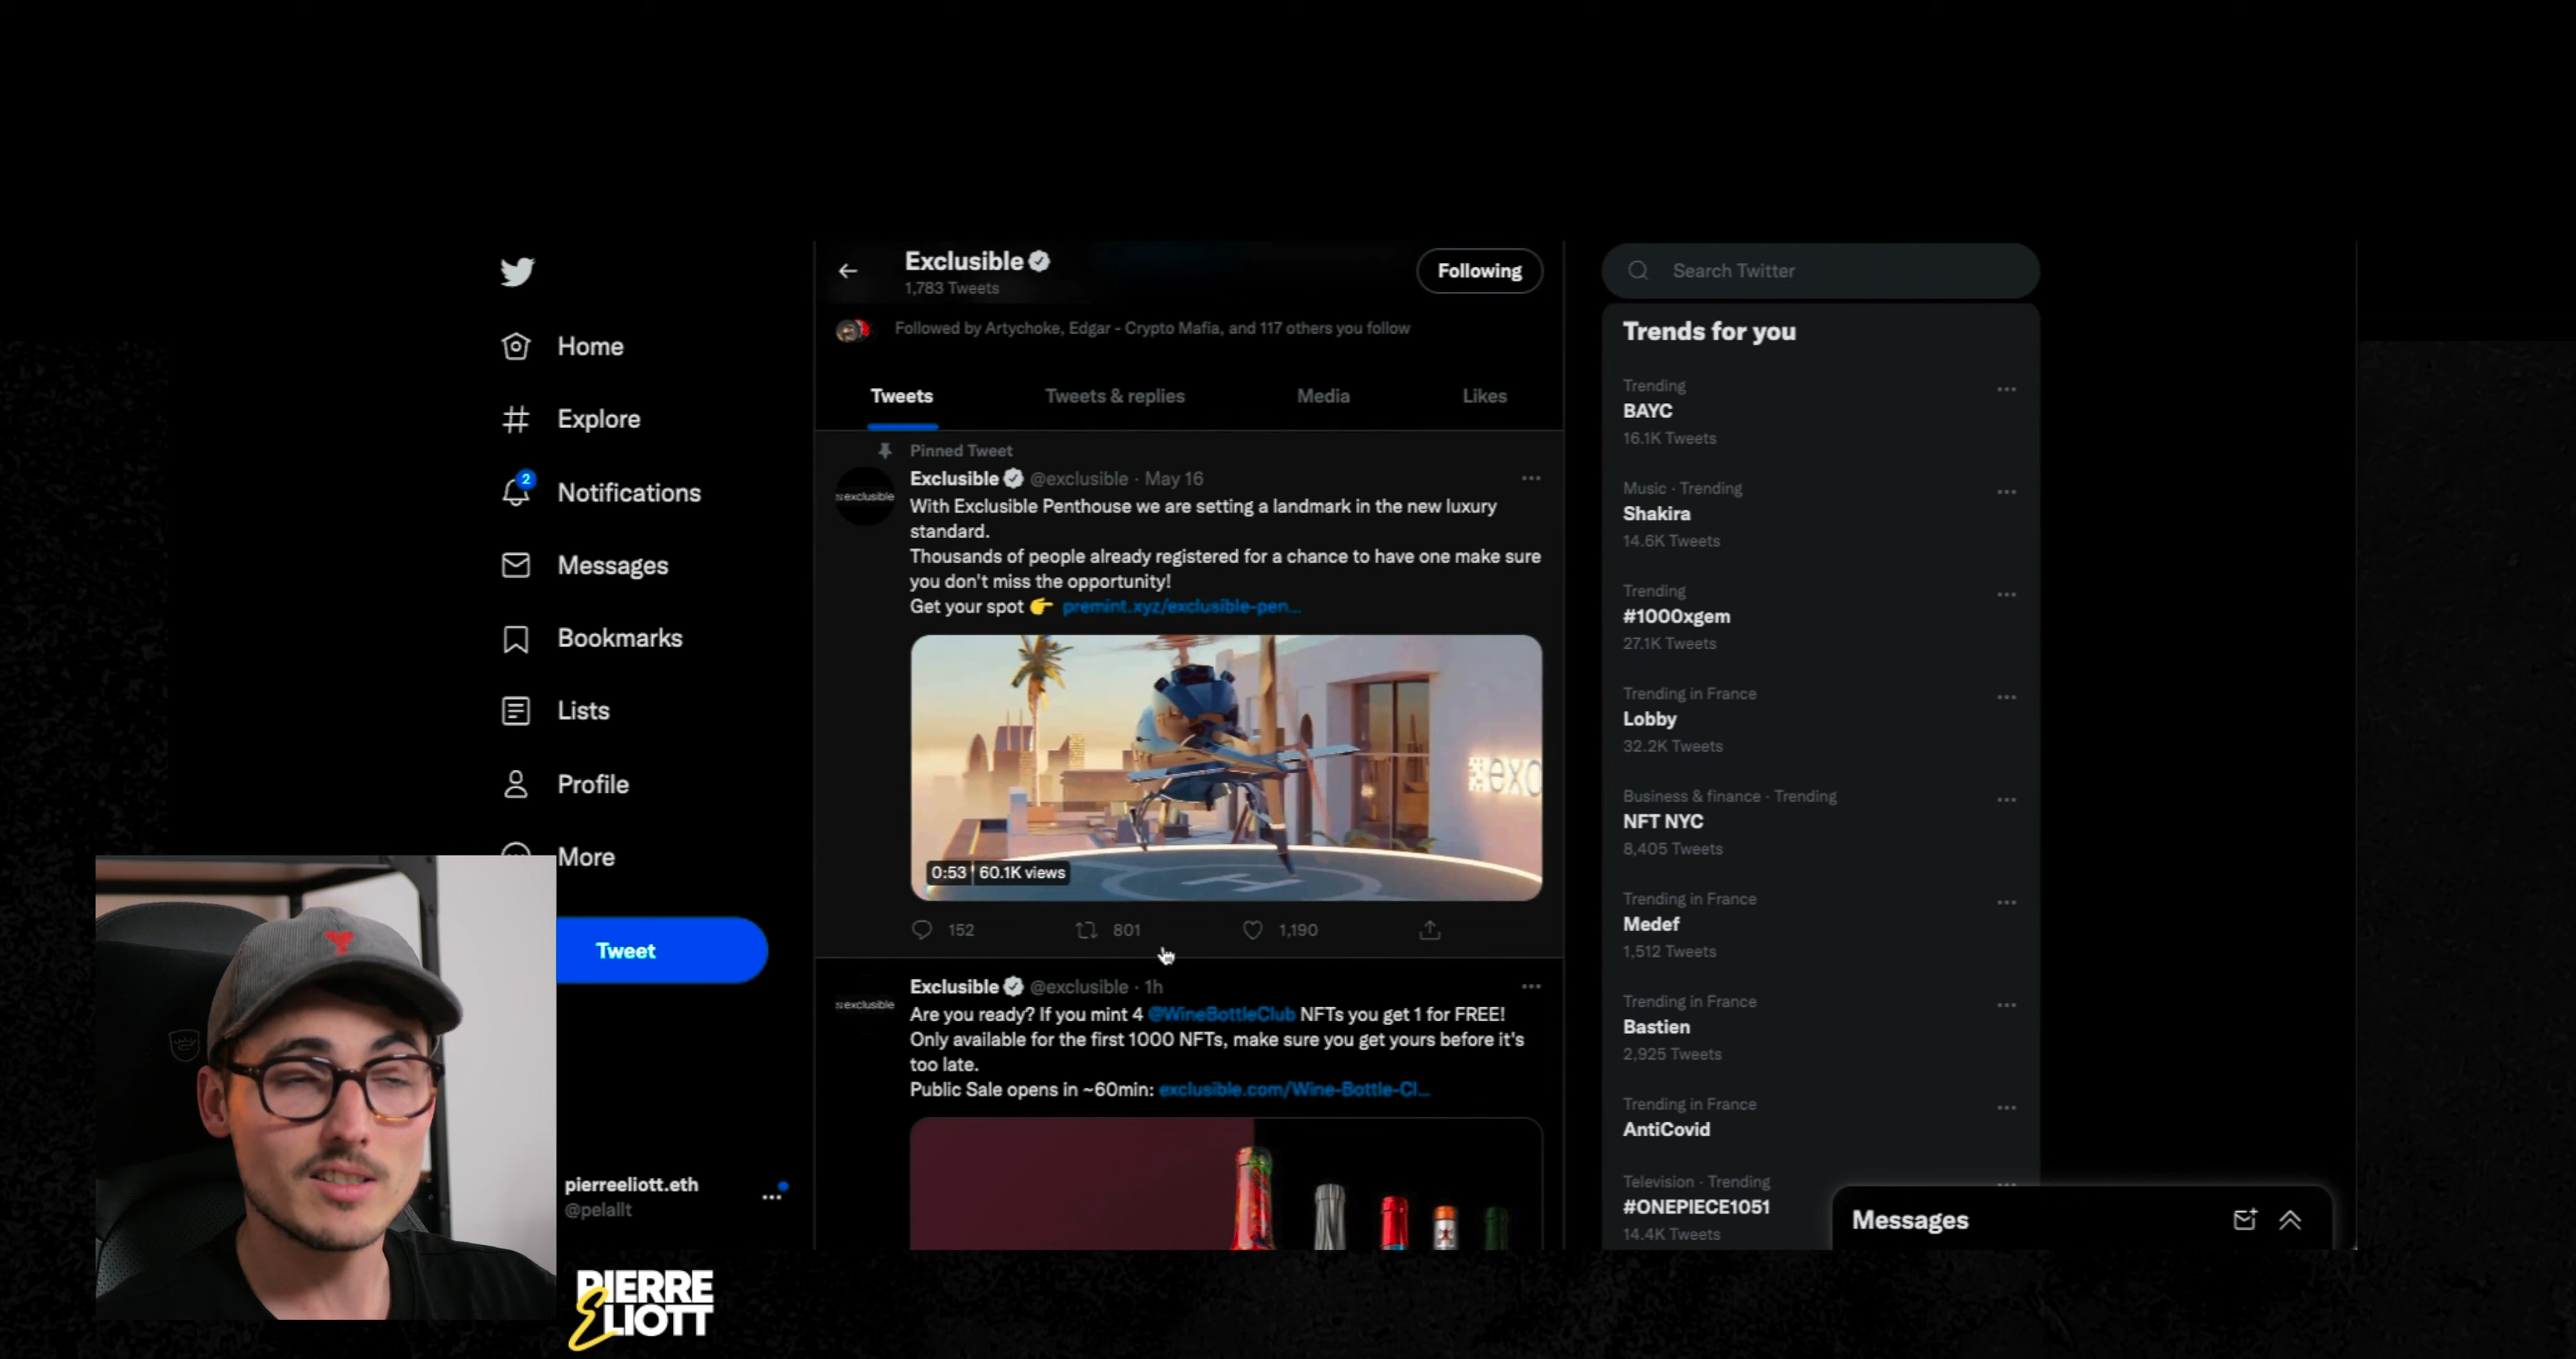 Home
Explore
2
Notifications
Messages
Bookmarks
Lists
Profile
More
Tweet
pierreeliott.eth
@pelallt
PIERRE
ELIOTT
Exclusible
1,783 Tweets
Following
Followed by Artychoke, Edgar - Crypto Mafia, and 117 others you follow
Tweets
Tweets & replies
Media
Likes
Pinned Tweet
exclusible
Exclusible @exclusible · May 16
With Exclusible Penthouse we are setting a landmark in the new luxury
standard.
Thousands of people already registered for a chance to have one make sure
you don't miss the opportunity!
Get your spot 👉 premint.xyz/exclusible-pen...
exc
H
0:53 60.1K views
152
801
1,190
exclusible
Exclusible @exclusible · 1h
Are you ready? If you mint 4 @WineBottleClub NFTs you get 1 for FREE!
Only available for the first 1000 NFTs, make sure you get yours before it's
too late.
Public Sale opens in ~60min: exclusible.com/Wine-Bottle-Cl...
Search Twitter
Trends for you
Trending
BAYC
16.1K Tweets
Music · Trending
Shakira
14.6K Tweets
Trending
#1000xgem
27.1K Tweets
Trending in France
Lobby
32.2K Tweets
Business & finance · Trending
NFT NYC
8,405 Tweets
Trending in France
Medef
1,512 Tweets
Trending in France
Bastien
2,925 Tweets
Trending in France
AntiCovid
Television · Trending
#ONEPIECE1051
14.4K Tweets
Messages